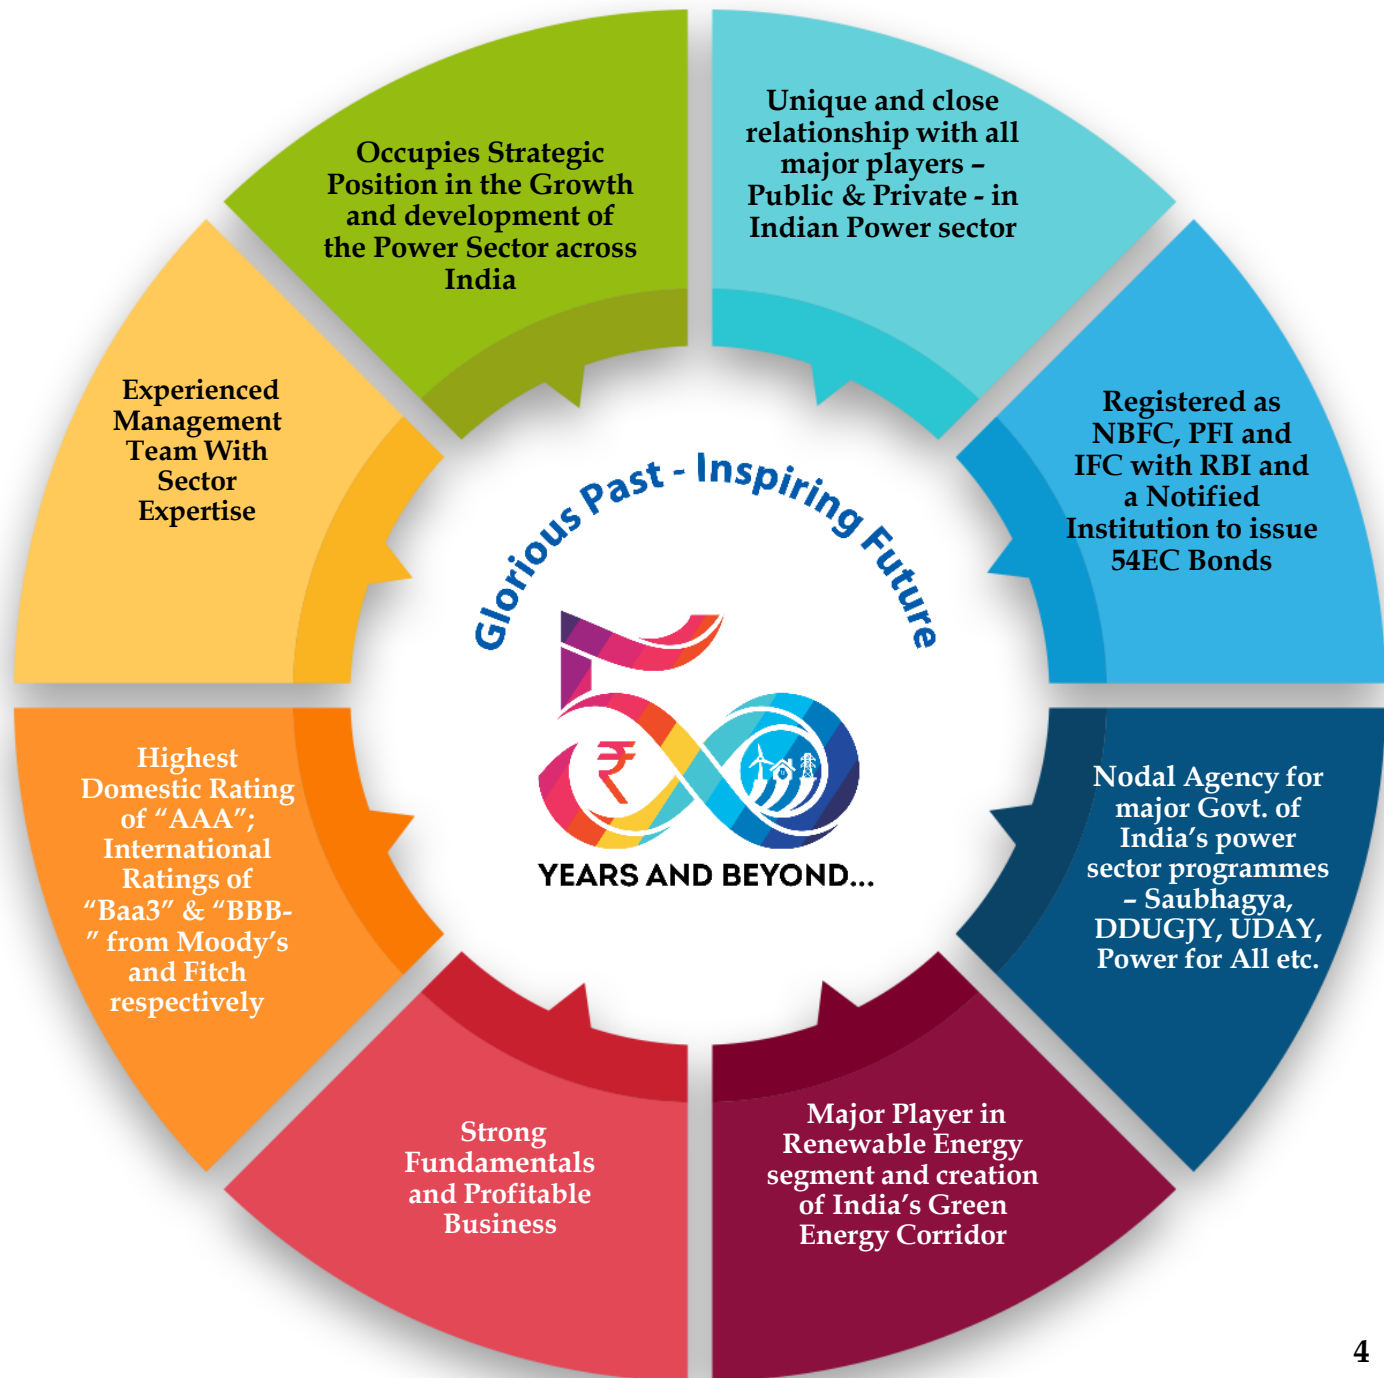 Unique and close
relationship with all
major players –
Public & Private - in
Indian Power sector
Registered as
NBFC, PFI and
IFC with RBI and
a Notified
Institution to issue
54EC Bonds
Nodal Agency for
major Govt. of
India’s power
sector programmes
– Saubhagya,
DDUGJY, UDAY,
Power for All etc.
Major Player in
Renewable Energy
segment and creation
of India’s Green
Energy Corridor
Strong
Fundamentals
and Profitable
Business
Highest
Domestic Rating
of “AAA”;
International
Ratings of
“Baa3” & “BBB-
” from Moody’s
and Fitch
respectively
Experienced
Management
Team With
Sector
Expertise
Occupies Strategic
Position in the Growth
and development of
the Power Sector across
India
Glorious Past - Inspiring Future
50
₹
YEARS AND BEYOND...
4